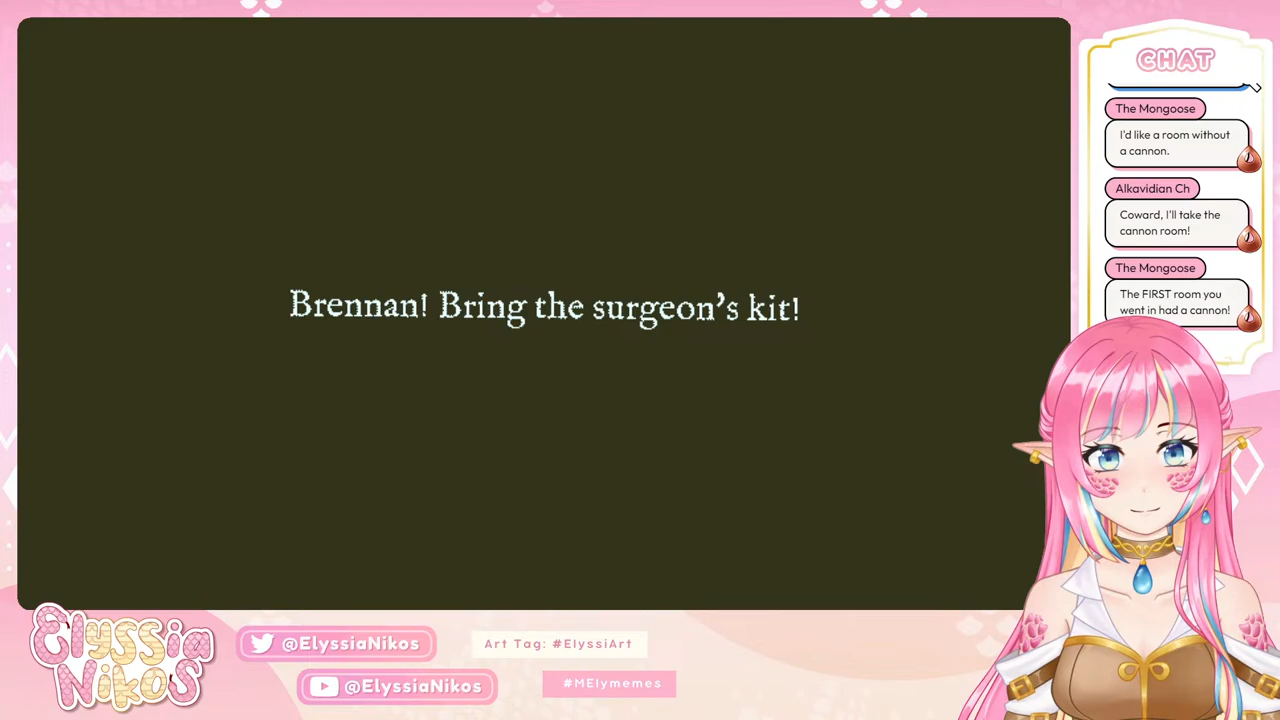 CHAT
The Mongoose
I'd like a room without
a cannon.
Alkavidian Ch
Coward, I'll take the
cannon room!
The Mongoose
The FIRST room you
went in had a cannon!
Brennan! Bring the surgeon's kit!
Elyssia
Nikos
@ElyssiaNikos
Art Tag: #ElyssiArt
@ElyssiaNikos
#MElymemes